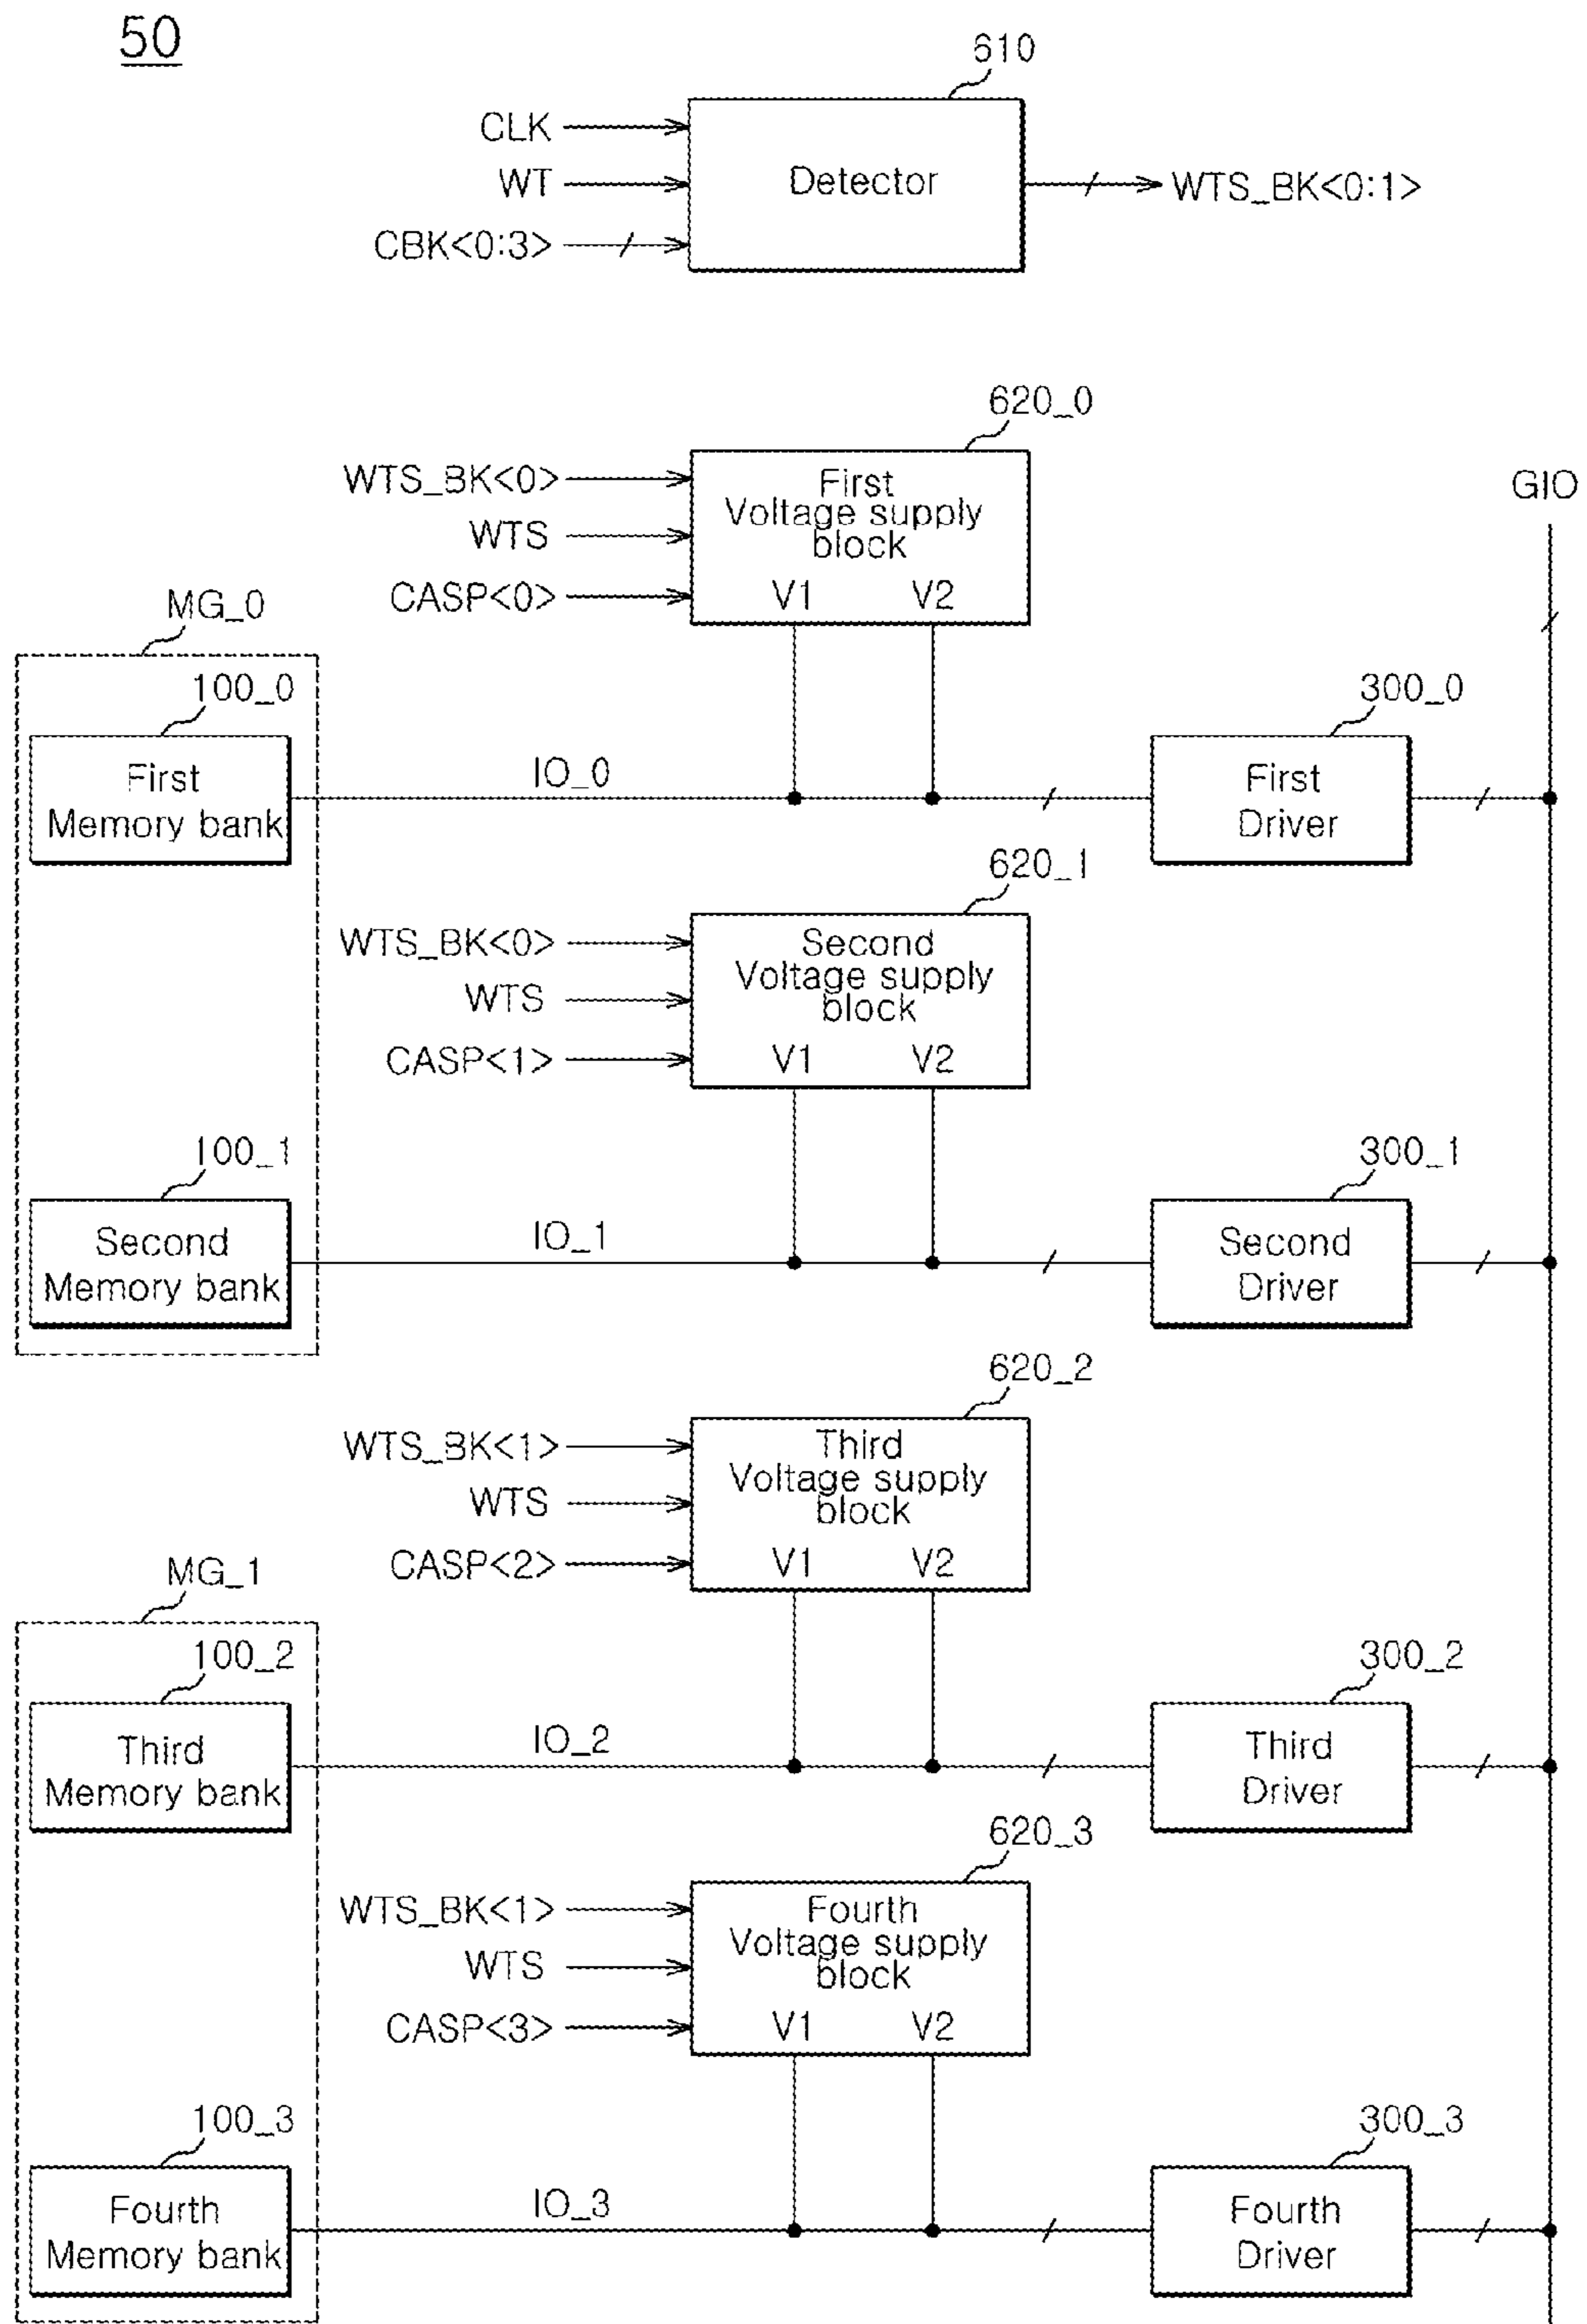 50
610
CLK
WT
CBK<0:3>
Detector
WTS_BK<0:1>
620_0
WTS_BK<0>
WTS
CASP<0>
First
Voltage supply
block
V1 V2
GIO
MG_0
100_0
First
Memory bank
IO_0
300_0
First
Driver
620_1
WTS_BK<0>
WTS
CASP<1>
Second
Voltage supply
block
V1 V2
100_1
Second
Memory bank
IO_1
300_1
Second
Driver
620_2
WTS_BK<1>
WTS
CASP<2>
Third
Voltage supply
block
V1 V2
MG_1
100_2
Third
Memory bank
IO_2
300_2
Third
Driver
620_3
WTS_BK<1>
WTS
CASP<3>
Fourth
Voltage supply
block
V1 V2
100_3
Fourth
Memory bank
IO_3
300_3
Fourth
Driver